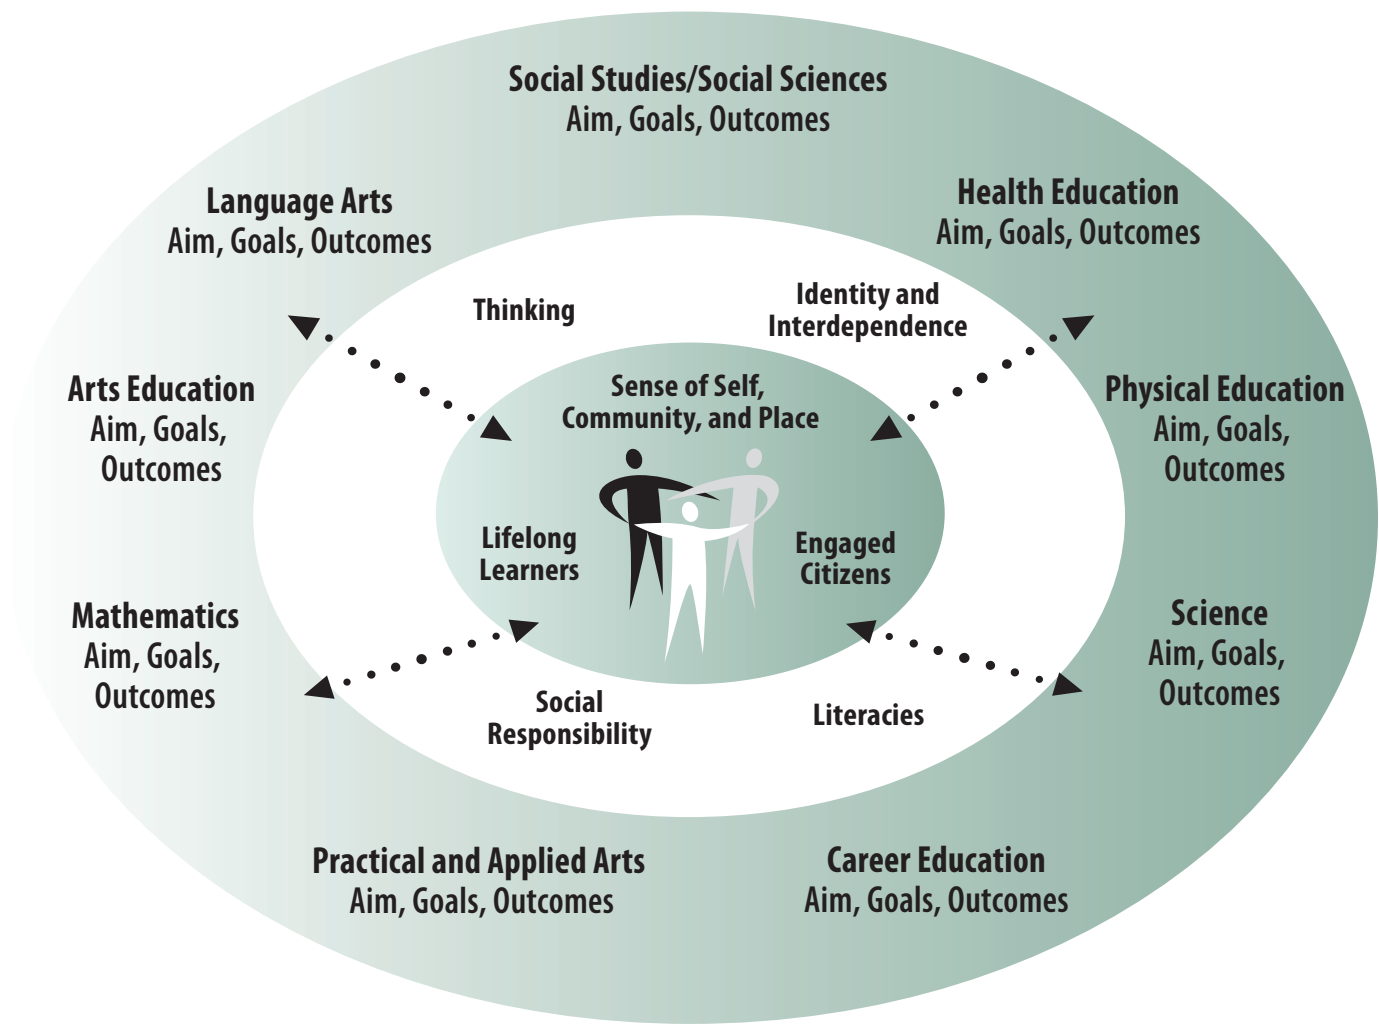 Social Studies/Social Sciences
Aim, Goals, Outcomes
Language Arts
Aim, Goals, Outcomes
Health Education
Aim, Goals, Outcomes
Thinking
Identity and
Interdependence
Arts Education
Aim, Goals,
Outcomes
Sense of Self,
Community, and Place
Physical Education
Aim, Goals,
Outcomes
Lifelong
Learners
Engaged
Citizens
Mathematics
Aim, Goals,
Outcomes
Science
Aim, Goals,
Outcomes
Social
Responsibility
Literacies
Practical and Applied Arts
Aim, Goals, Outcomes
Career Education
Aim, Goals, Outcomes